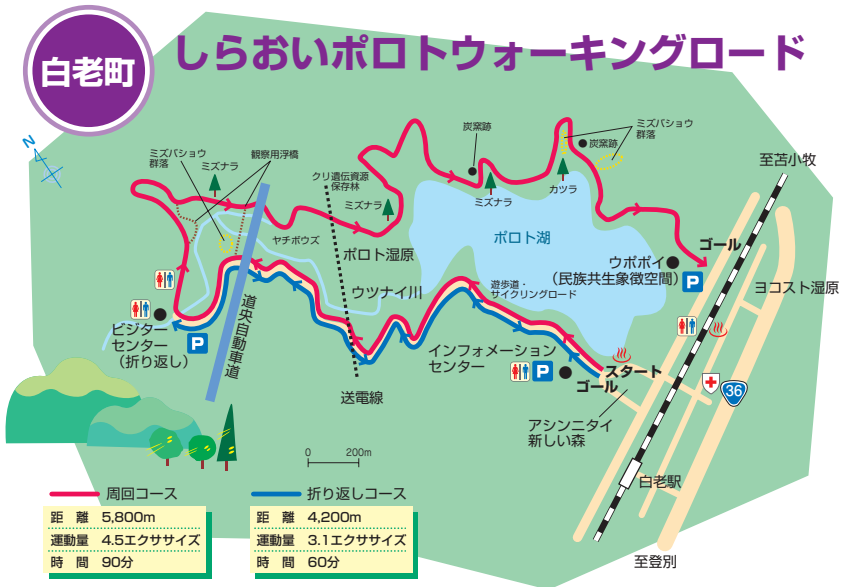 白老町
しらおいポロトウォーキングロード
N
ミズバショウ
群落
観察用浮橋
ミズナラ
クリ遺伝資源
保存林
ミズナラ
炭窯跡
ミズナラ
炭窯跡
カツラ
ミズバショウ
群落
至苫小牧
ヤチボウズ
ポロト湿原
ポロト湖
ゴール
ウポポイ
(民族共生象徴空間)
P
ヨコスト湿原
ウツナイ川
遊歩道・
サイクリングロード
道央自動車道
ビジター
センター
(折り返し)
P
インフォメーション
センター
P
スタート
ゴール
36
送電線
アシンニタイ
新しい森
白老駅
至登別
0 200m
周回コース
距 離 5,800m
運動量 4.5エクササイズ
時 間 90分
折り返しコース
距 離 4,200m
運動量 3.1エクササイズ
時 間 60分